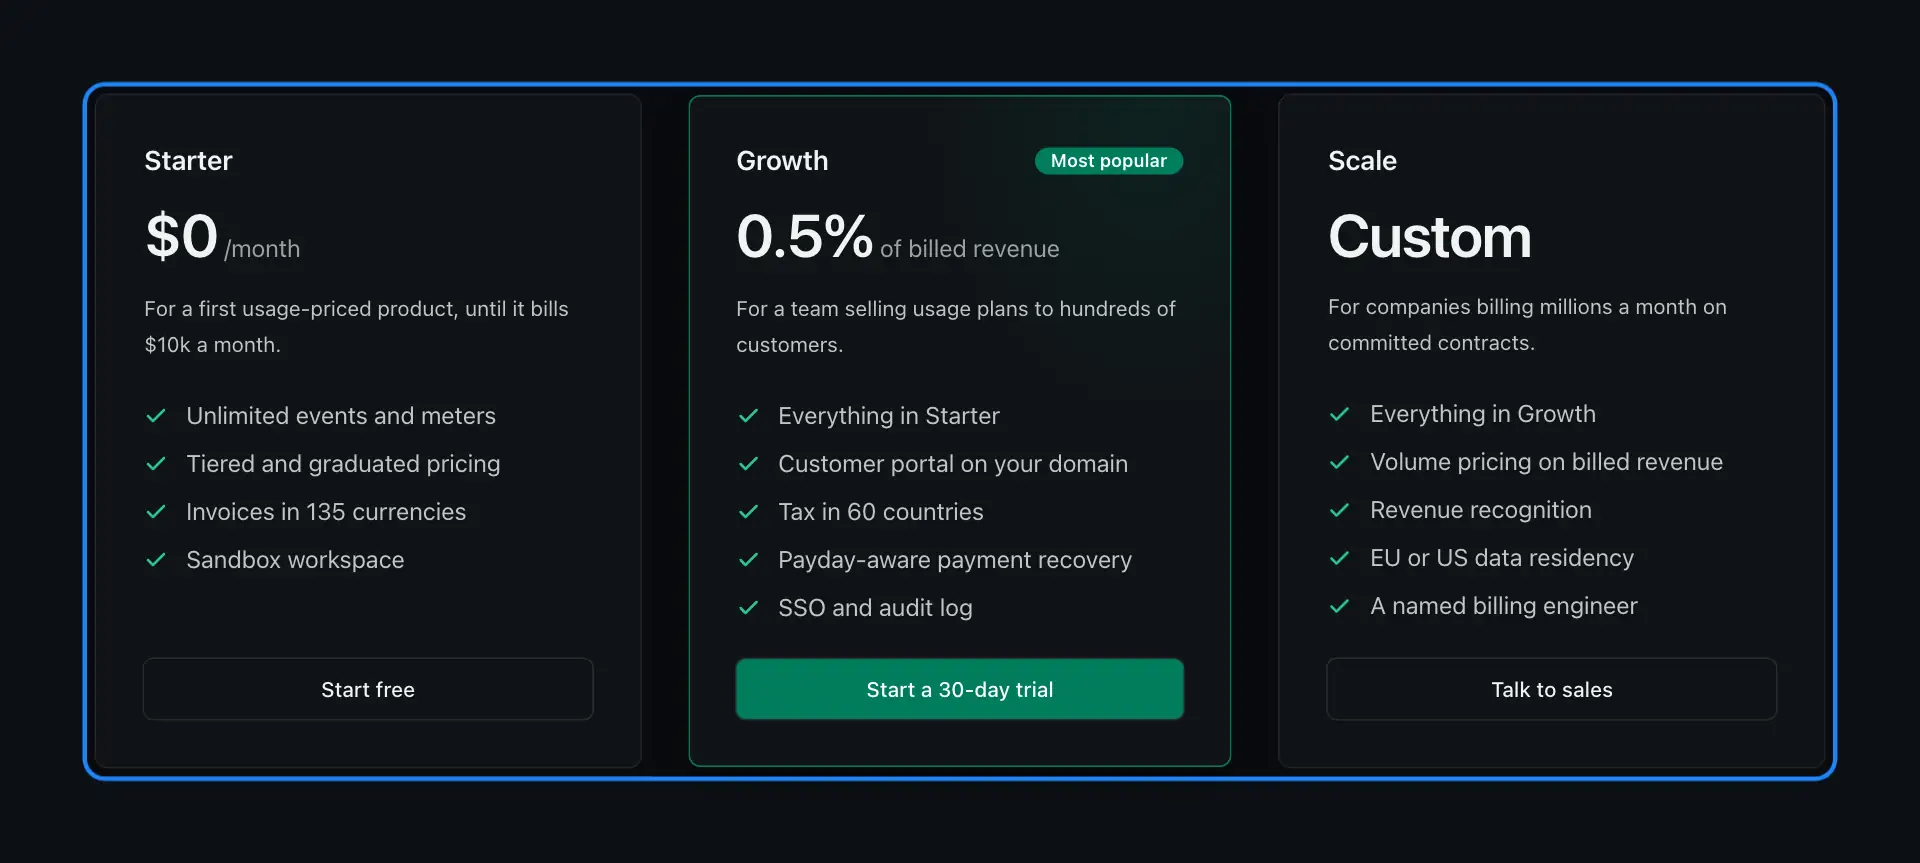 Starter
$0 /month
For a first usage-priced product, until it bills
$10k a month.
Unlimited events and meters
Tiered and graduated pricing
Invoices in 135 currencies
Sandbox workspace
Start free
Growth
Most popular
0.5% of billed revenue
For a team selling usage plans to hundreds of
customers.
Everything in Starter
Customer portal on your domain
Tax in 60 countries
Payday-aware payment recovery
SSO and audit log
Start a 30-day trial
Scale
Custom
For companies billing millions a month on
committed contracts.
Everything in Growth
Volume pricing on billed revenue
Revenue recognition
EU or US data residency
A named billing engineer
Talk to sales